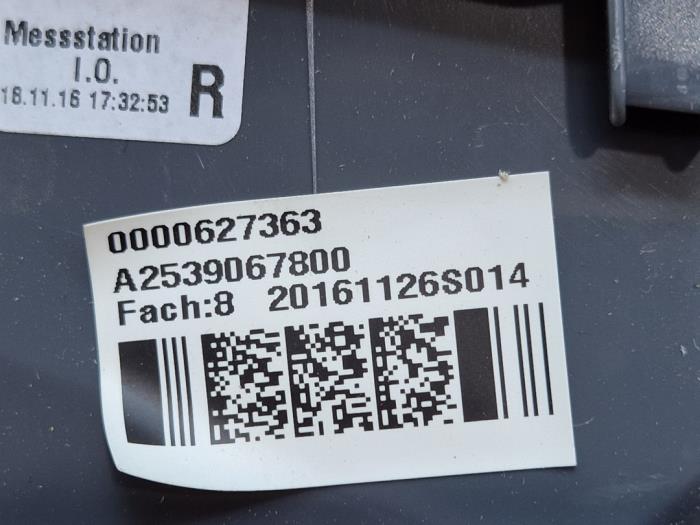 Messstation
I.O.
18.11.16 17:32:53
R
0000627363
A2539067800
Fach:8 20161126S014